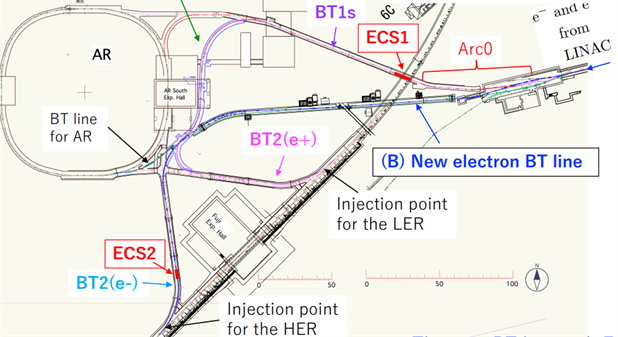 BT1s
6C
e⁻ and e
from
LINAC
ECS1
Arc0
AR
AR South
Exp. Hall
BT line
for AR
BT2(e+)
(B) New electron BT line
Injection point
for the LER
Fuji
Exp. Hall
ECS2
BT2(e-)
N
0
50
0
50
100
Injection point
for the HER